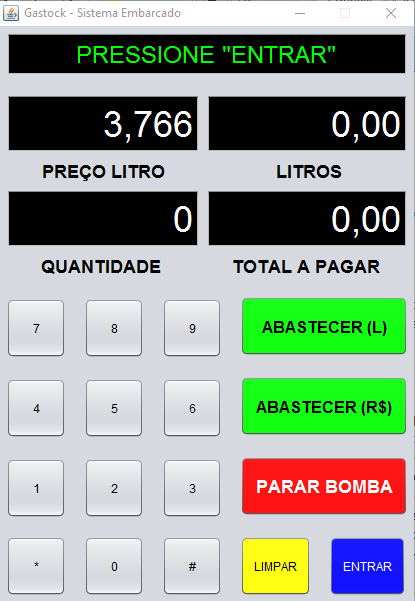 Gastock - Sistema Embarcado
PRESSIONE "ENTRAR"
3,766 0,00
PREÇO LITRO LITROS
0 0,00
QUANTIDADE TOTAL A PAGAR
7 8 9 ABASTECER (L)
4 5 6 ABASTECER (R$)
1 2 3 PARAR BOMBA
* 0 # LIMPAR ENTRAR